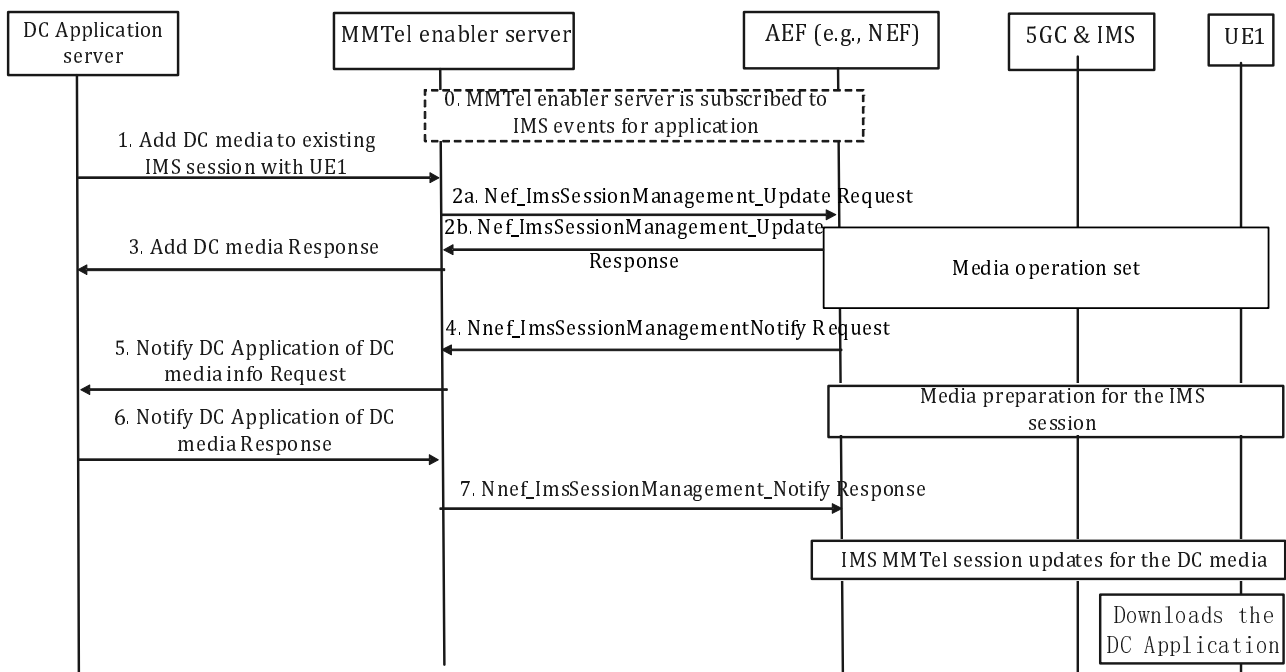 DC Application
server
MMTel enabler server
AEF (e.g., NEF)
5GC & IMS
UE1
0. MMTel enabler server is subscribed to
IMS events for application
1. Add DC media to existing
IMS session with UE1
2a. Nef_ImsSessionManagement_Update Request
2b. Nef_ImsSessionManagement_Update
Response
3. Add DC media Response
Media operation set
4. Nnef_ImsSessionManagementNotify Request
5. Notify DC Application of DC
media info Request
Media preparation for the IMS
session
6. Notify DC Application of DC
media Response
7. Nnef_ImsSessionManagement_Notify Response
IMS MMTel session updates for the DC media
Downloads the
DC Application